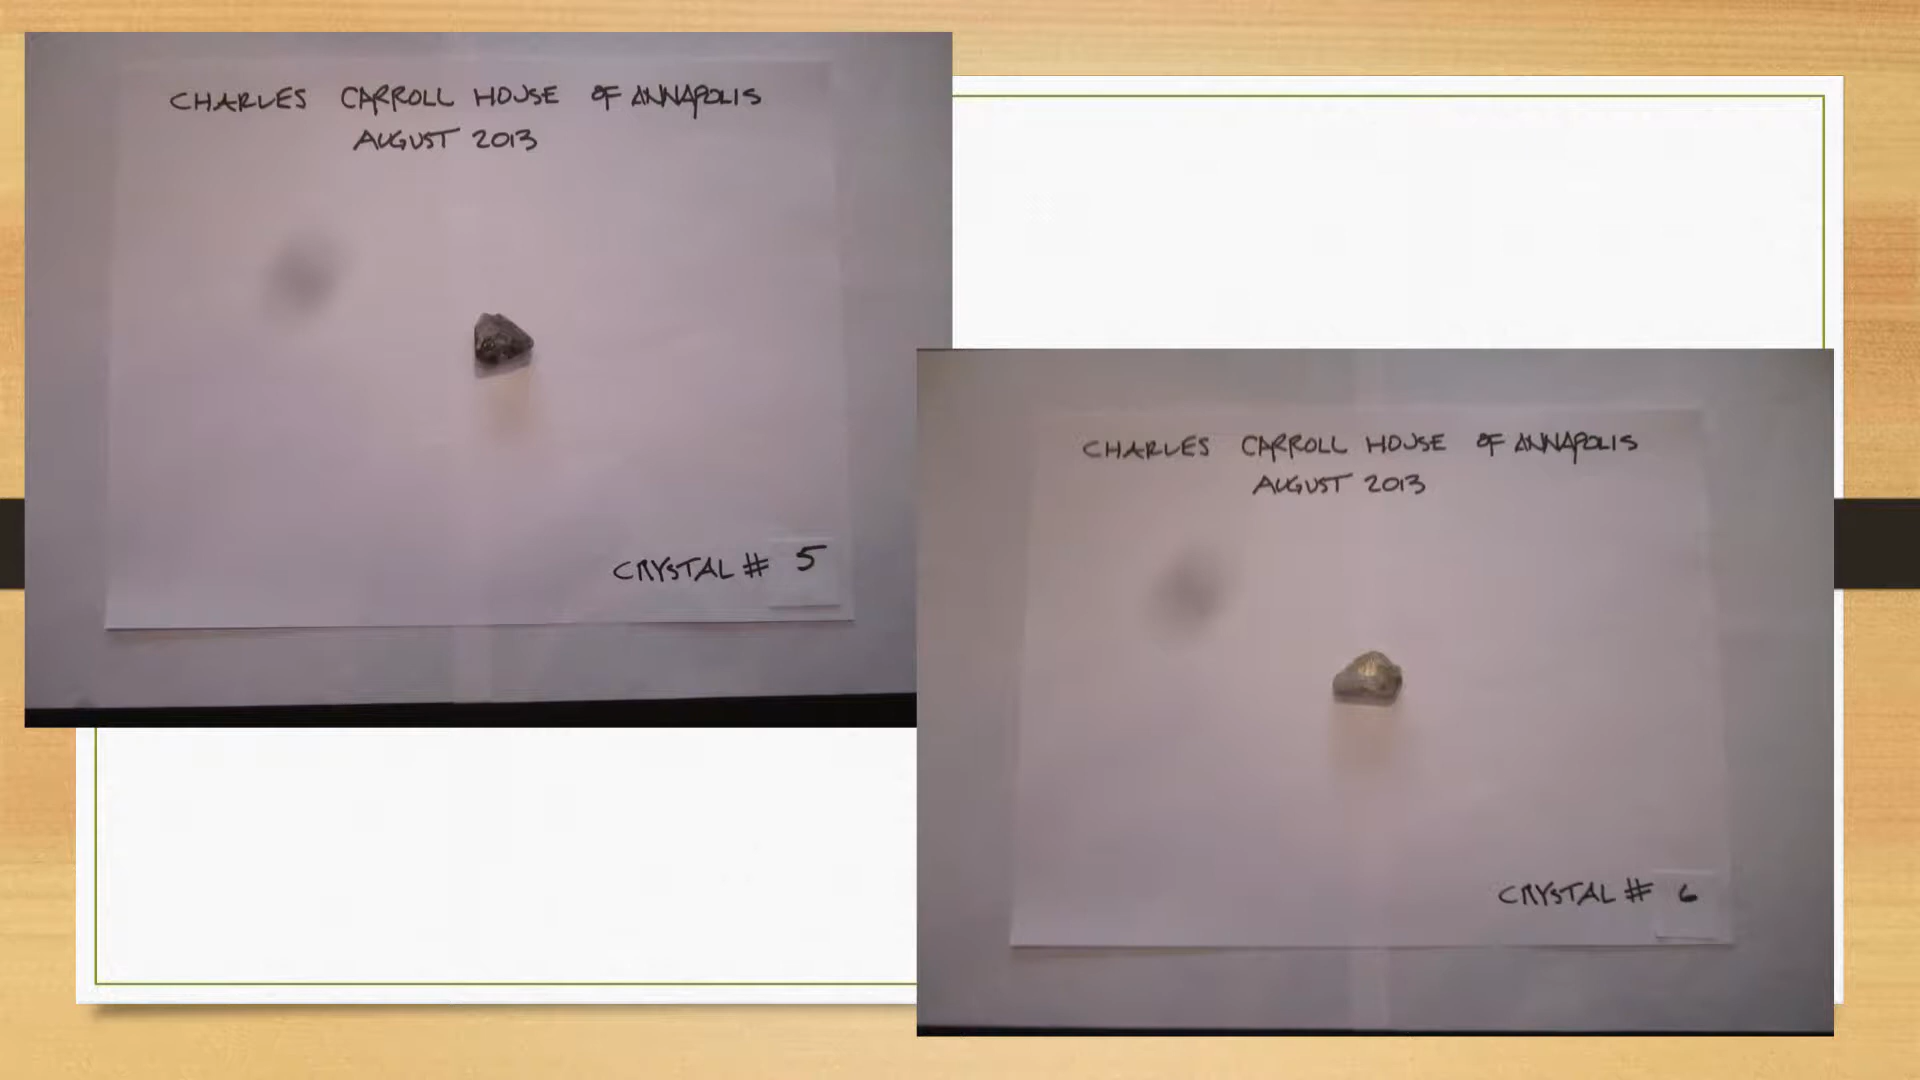 CHARLES CARROLL HOUSE OF ANNAPOLIS
AUGUST 2013
CRYSTAL # 5
CHARLES CARROLL HOUSE OF ANNAPOLIS
AUGUST 2013
CRYSTAL # 6